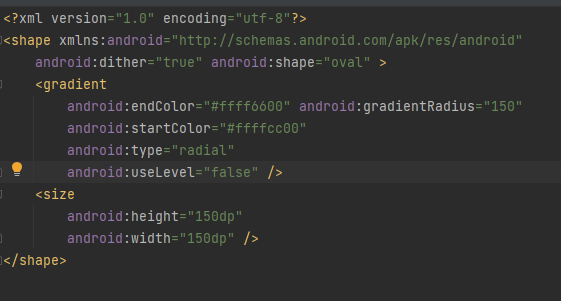 <?xml version="1.0" encoding="utf-8"?>
<shape xmlns:android="http://schemas.android.com/apk/res/android"
    android:dither="true" android:shape="oval" >
    <gradient
        android:endColor="#ffff6600" android:gradientRadius="150"
        android:startColor="#ffffcc00"
        android:type="radial"
        android:useLevel="false" />
    <size
        android:height="150dp"
        android:width="150dp" />
</shape>